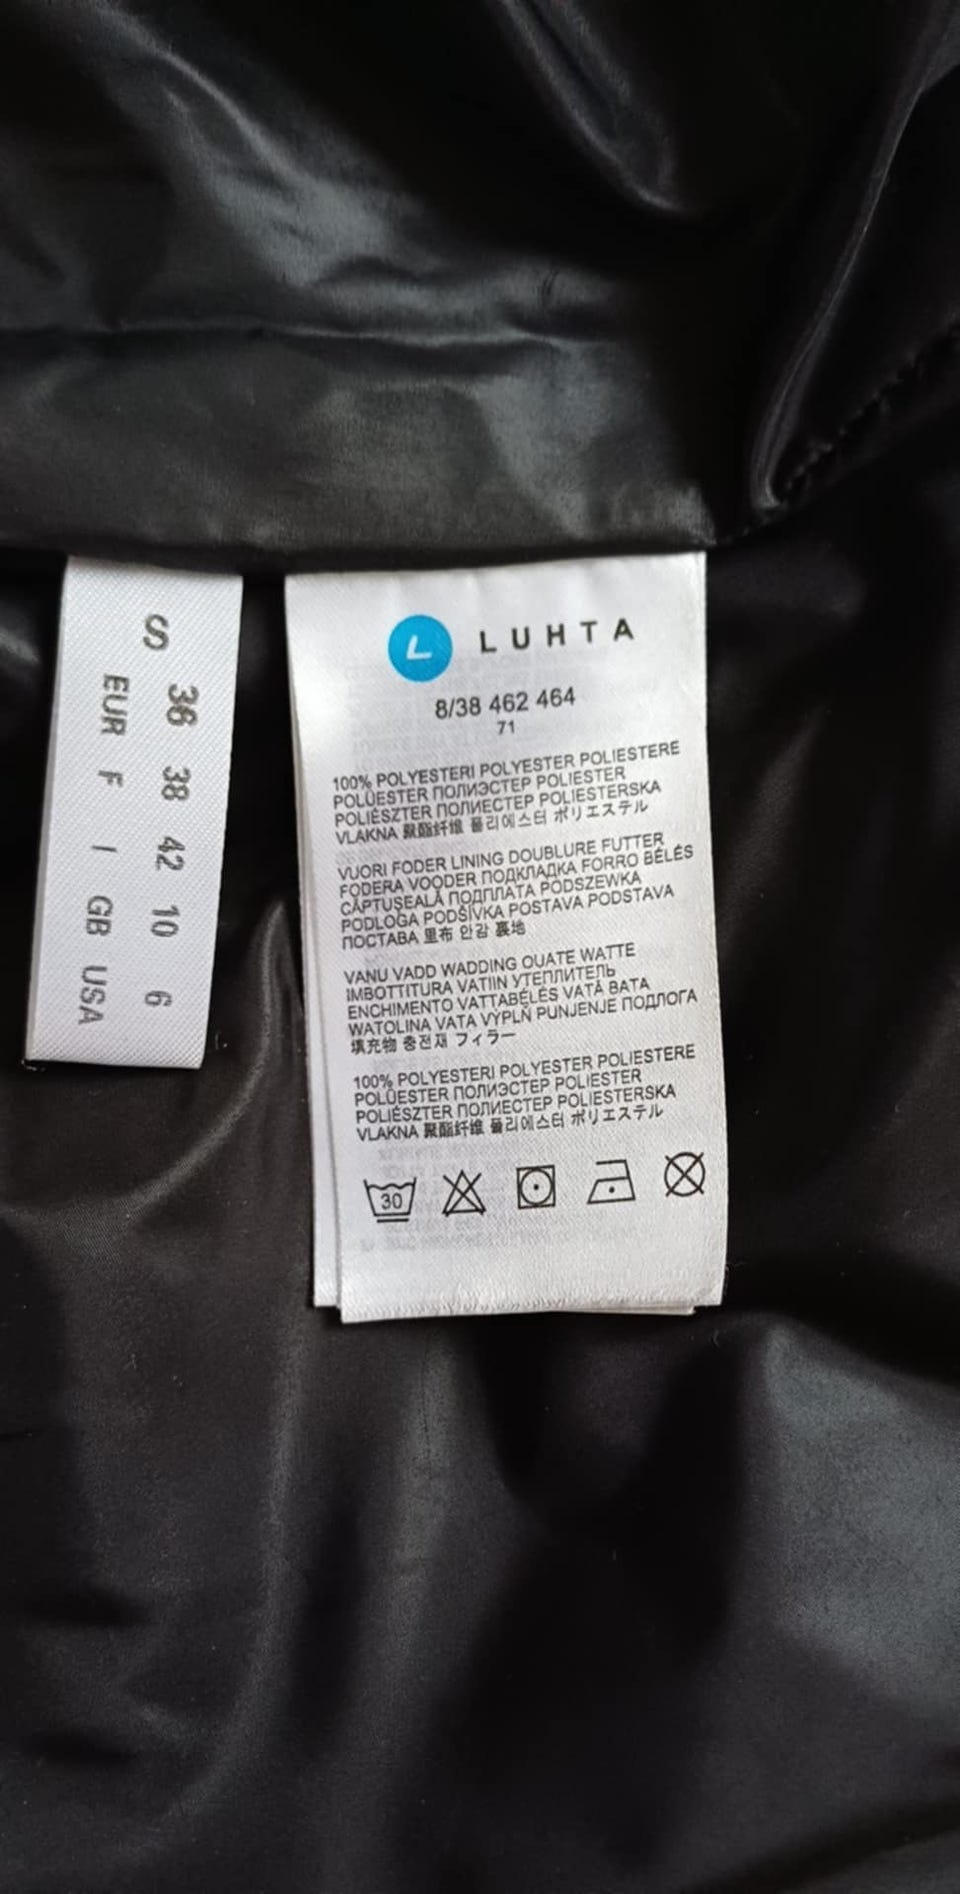 S
36 38 42 10 6
EUR F I GB USA
L LUHTA
8/38 462 464
71
100% POLYESTERI POLYESTER POLIESTERE
POLÜESTER ПОЛИЭСТЕР POLIESTER
POLIÉSZTER ПОЛИЕСТЕР POLIESTERSKA
VLAKNA 聚酯纤维 폴리에스터 ポリエステル
VUORI FODER LINING DOUBLURE FUTTER
FODERA VOODER ПОДКЛАДКА FORRO BÉLÉS
CĂPTUŞEALĂ ПОДПЛАТА PODSZEWKA
PODLOGA PODŠÍVKA POSTAVA PODSTAVA
ПОСТАВА 里布 안감 裏地
VANU VADD WADDING OUATE WATTE
IMBOTTITURA VATIIN УТЕПЛИТЕЛЬ
ENCHIMENTO VATTABÉLÉS VATĂ ВАТА
WATOLINA VATA VÝPLŇ PUNJENJE ПОДЛОГА
填充物 충전재 フィラー
100% POLYESTERI POLYESTER POLIESTERE
POLÜESTER ПОЛИЭСТЕР POLIESTER
POLIÉSZTER ПОЛИЕСТЕР POLIESTERSKA
VLAKNA 聚酯纤维 폴리에스터 ポリエステル
30